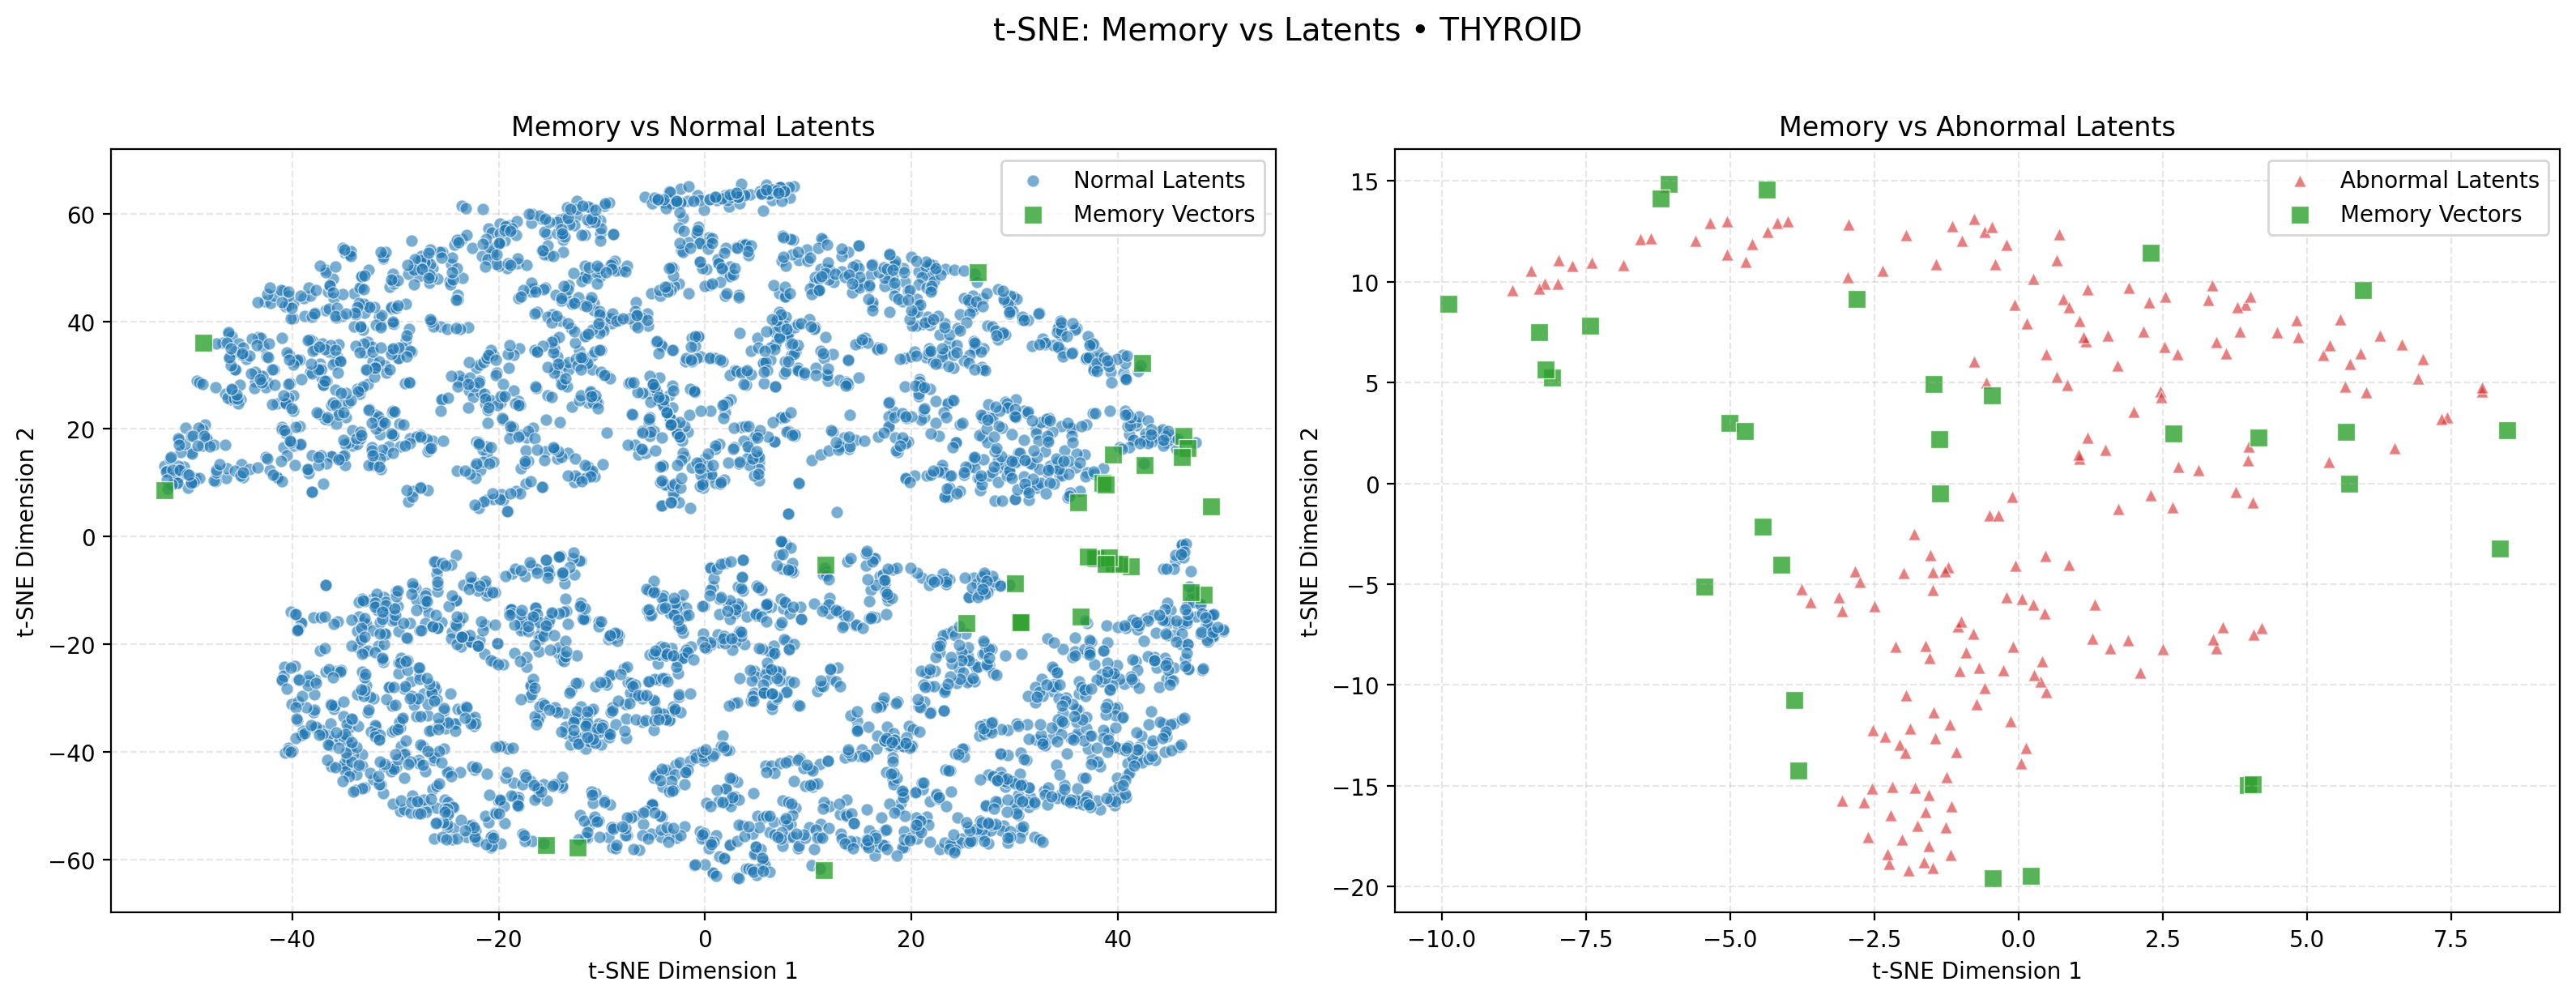 t-SNE: Memory vs Latents • THYROID
Memory vs Normal Latents
Normal Latents
Memory Vectors
60
40
20
0
−20
−40
−60
t-SNE Dimension 2
−40
−20
0
20
40
t-SNE Dimension 1
Memory vs Abnormal Latents
Abnormal Latents
Memory Vectors
15
10
5
0
−5
−10
−15
−20
t-SNE Dimension 2
−10.0
−7.5
−5.0
−2.5
0.0
2.5
5.0
7.5
t-SNE Dimension 1